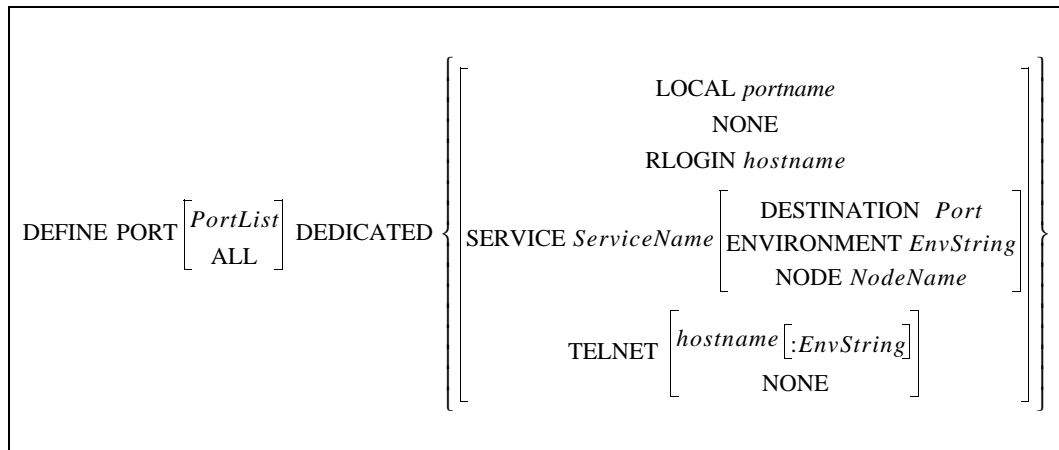 LOCAL portname
NONE
RLOGIN hostname
DEFINE PORT [PortList ALL] DEDICATED { SERVICE ServiceName [DESTINATION Port
ENVIRONMENT EnvString
NODE NodeName]
TELNET [hostname [:EnvString]
NONE] }